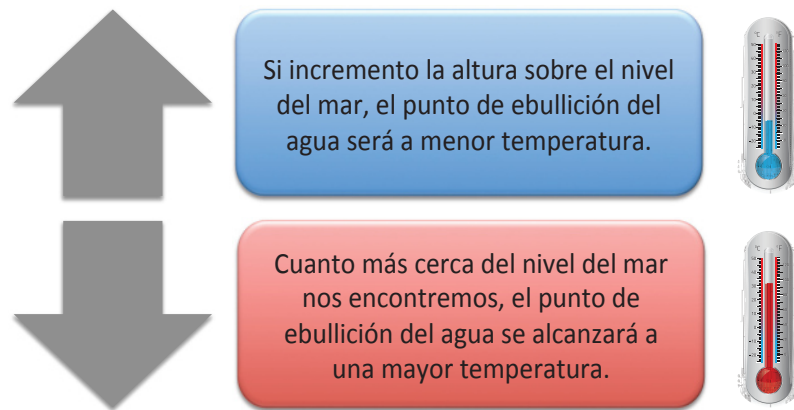 Si incremento la altura sobre el nivel
del mar, el punto de ebullición del
agua será a menor temperatura.
Cuanto más cerca del nivel del mar
nos encontremos, el punto de
ebullición del agua se alcanzará a
una mayor temperatura.